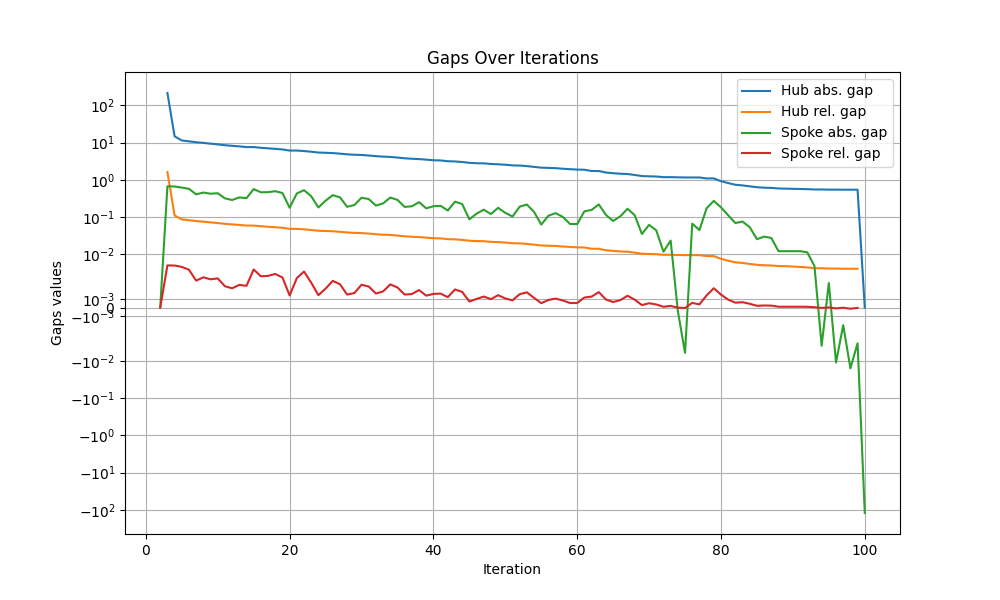 Gaps Over Iterations
Hub abs. gap
Hub rel. gap
Spoke abs. gap
Spoke rel. gap
Gaps values
10²
10¹
10⁰
10⁻¹
10⁻²
10⁻³
0
−10⁻³
−10⁻²
−10⁻¹
−10⁰
−10¹
−10²
0 20 40 60 80 100
Iteration